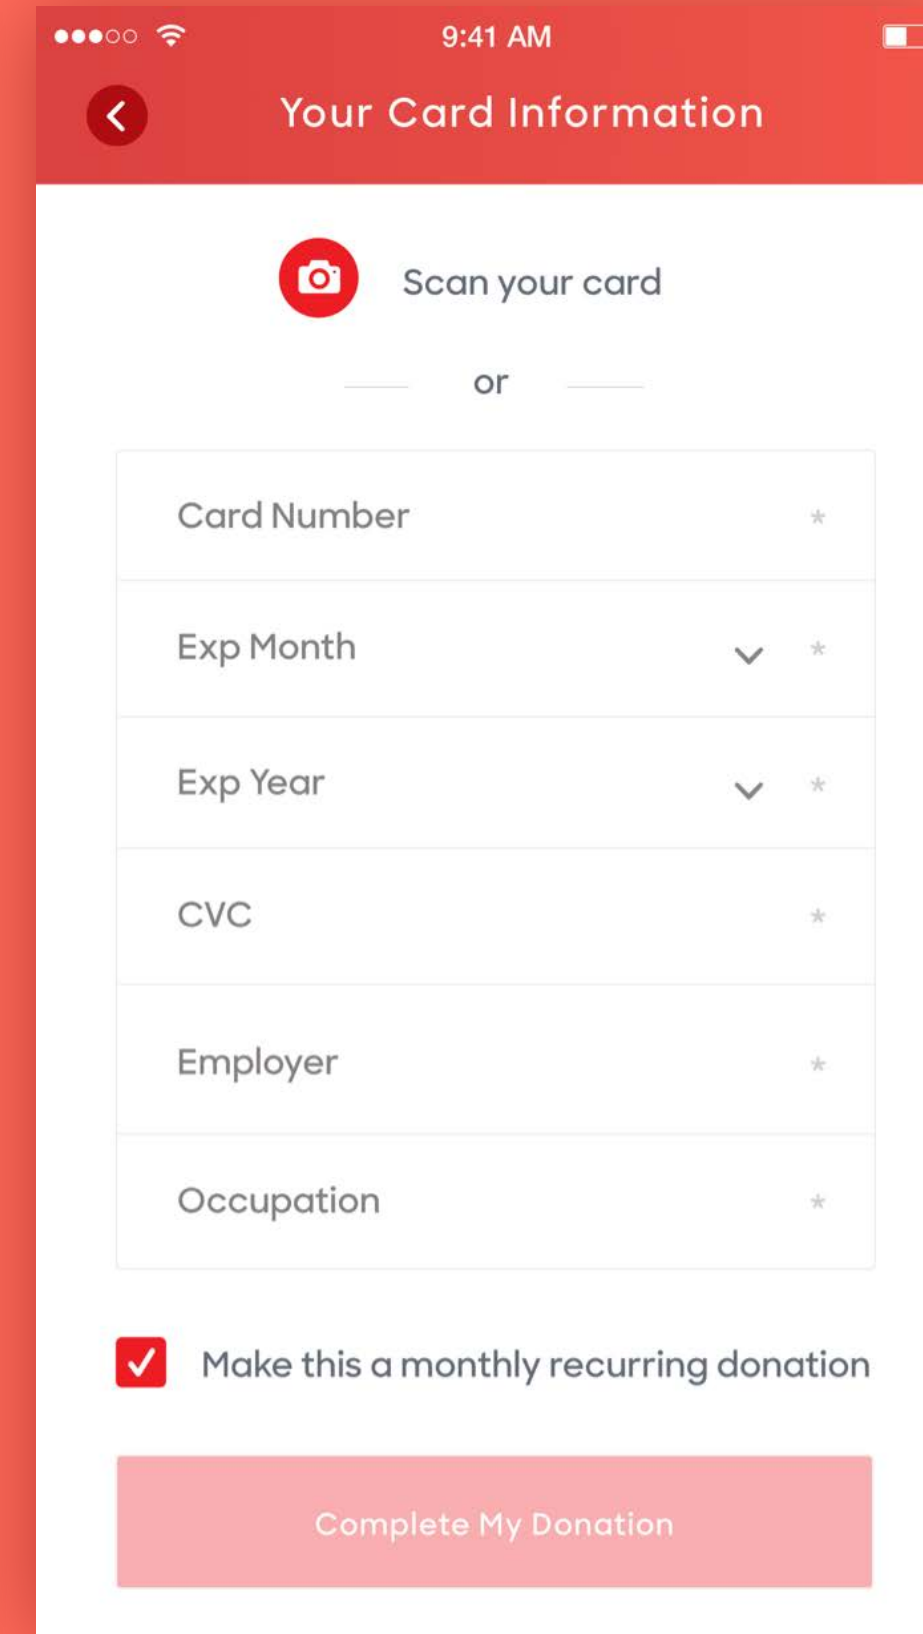 9:41 AM
Your Card Information
Scan your card
or
Card Number *
Exp Month *
Exp Year *
CVC *
Employer *
Occupation *
Make this a monthly recurring donation
Complete My Donation